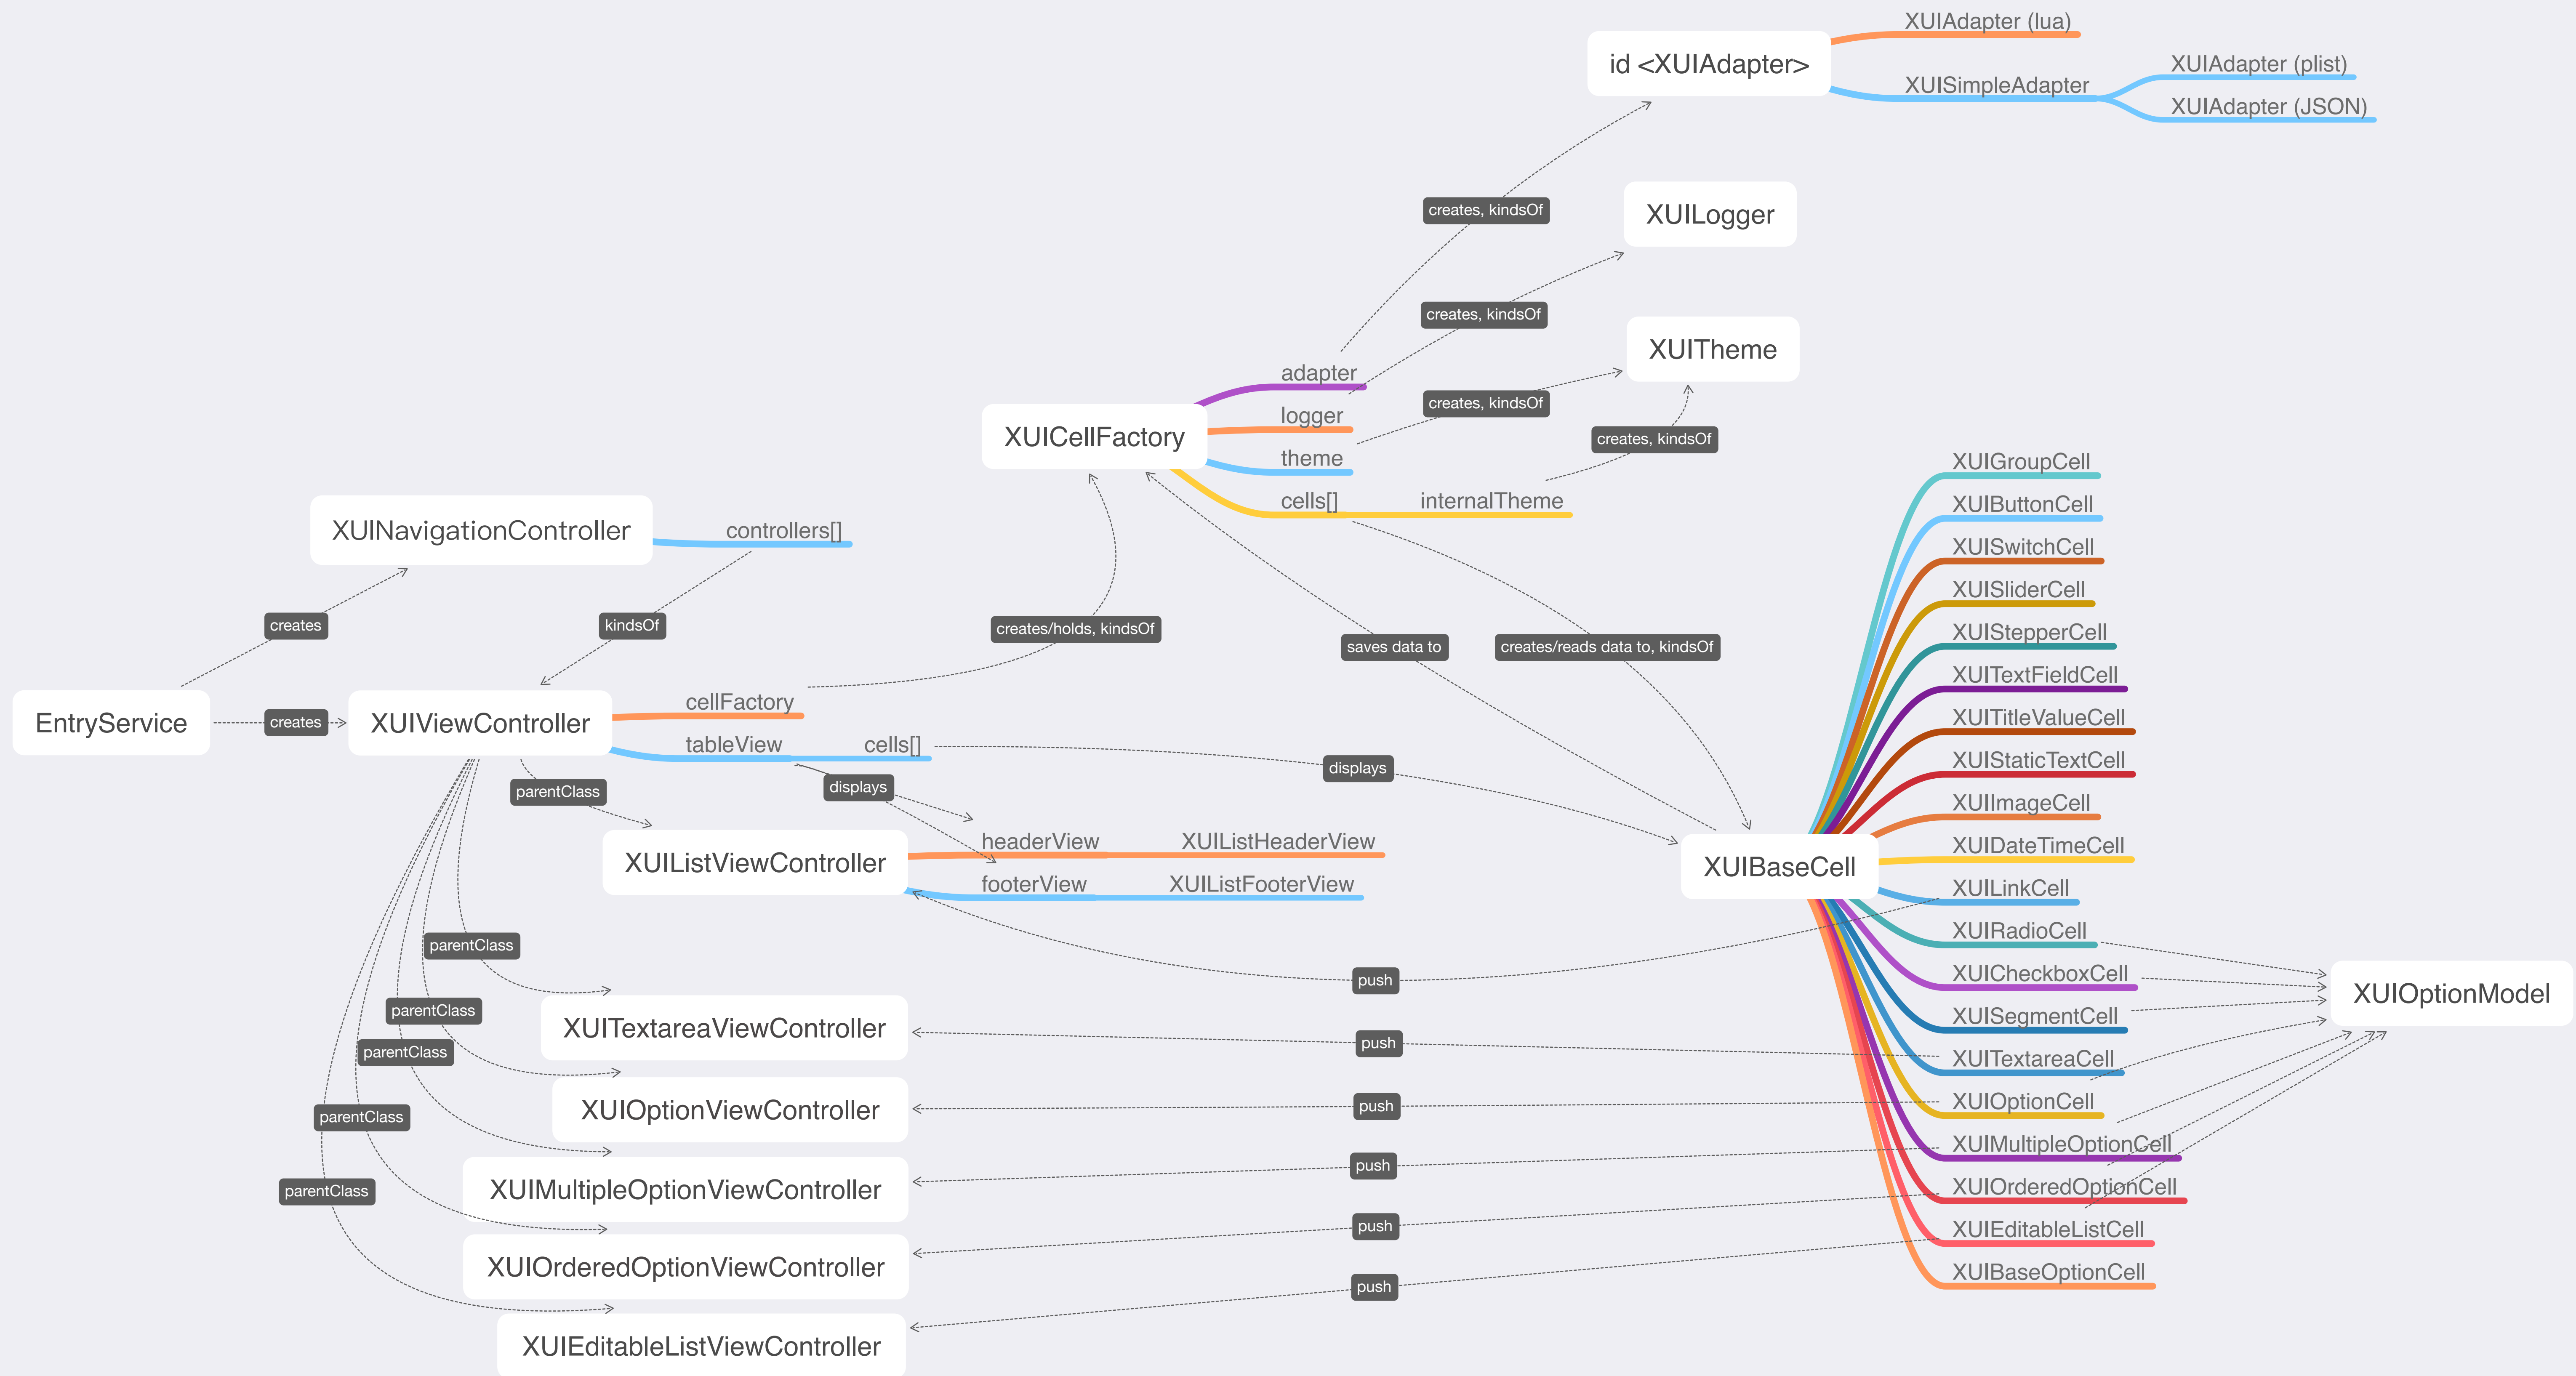 XUIAdapter (lua)
id <XUIAdapter>
XUISimpleAdapter
XUIAdapter (plist)
XUIAdapter (JSON)
creates, kindsOf
XUILogger
creates, kindsOf
XUITheme
adapter
creates, kindsOf
logger
XUICellFactory
creates, kindsOf
theme
cells[]
internalTheme
XUINavigationController
controllers[]
creates
kindsOf
creates/holds, kindsOf
saves data to
creates/reads data to, kindsOf
EntryService
creates
XUIViewController
cellFactory
tableView
cells[]
displays
displays
parentClass
XUIListViewController
headerView
XUIListHeaderView
footerView
XUIListFooterView
XUIBaseCell
XUIGroupCell
XUIButtonCell
XUISwitchCell
XUISliderCell
XUIStepperCell
XUITextFieldCell
XUITitleValueCell
XUIStaticTextCell
XUIImageCell
XUIDateTimeCell
XUILinkCell
XUIRadioCell
XUICheckboxCell
XUISegmentCell
XUITextareaCell
XUIOptionCell
XUIMultipleOptionCell
XUIOrderedOptionCell
XUIEditableListCell
XUIBaseOptionCell
XUIOptionModel
parentClass
push
parentClass
XUITextareaViewController
push
parentClass
XUIOptionViewController
push
parentClass
XUIMultipleOptionViewController
push
parentClass
XUIOrderedOptionViewController
push
XUIEditableListViewController
push